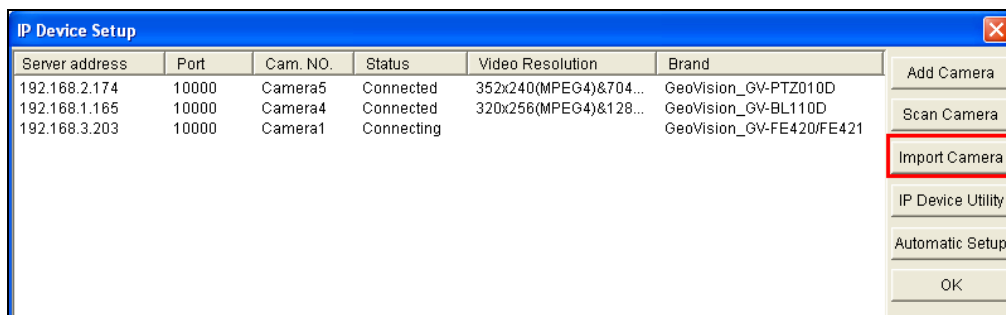 IP Device Setup
Server address Port Cam. NO. Status Video Resolution Brand
192.168.2.174 10000 Camera5 Connected 352x240(MPEG4)&704... GeoVision_GV-PTZ010D
192.168.1.165 10000 Camera4 Connected 320x256(MPEG4)&128... GeoVision_GV-BL110D
192.168.3.203 10000 Camera1 Connecting GeoVision_GV-FE420/FE421
Add Camera
Scan Camera
Import Camera
IP Device Utility
Automatic Setup
OK